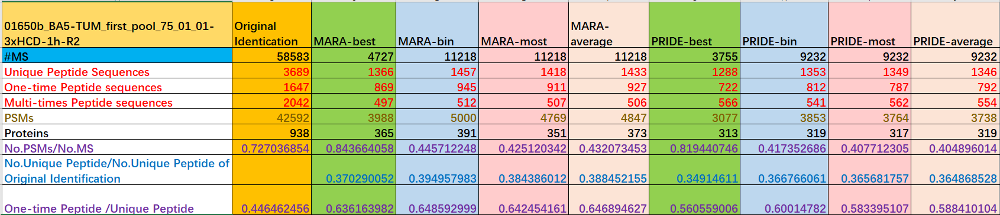 01650b_BA5-TUM_first_pool_75_01_01-3xHCD-1h-R2 Original Identication MARA-best MARA-bin MARA-most MARA-average PRIDE-best PRIDE-bin PRIDE-most PRIDE-average
#MS 58583 4727 11218 11218 11218 3755 9232 9232 9232
Unique Peptide Sequences 3689 1366 1457 1418 1433 1288 1353 1349 1346
One-time Peptide sequences 1647 869 945 911 927 722 812 787 792
Multi-times Peptide sequences 2042 497 512 507 506 566 541 562 554
PSMs 42592 3988 5000 4769 4847 3077 3853 3764 3738
Proteins 938 365 391 351 373 313 319 317 319
No.PSMs/No.MS 0.727036854 0.843664058 0.445712248 0.425120342 0.432073453 0.819440746 0.417352686 0.407712305 0.404896014
No.Unique Peptide/No.Unique Peptide of Original Identification 0.370290052 0.394957983 0.384386012 0.388452155 0.34914611 0.366766061 0.365681757 0.364868528
One-time Peptide /Unique Peptide 0.446462456 0.636163982 0.648592999 0.642454161 0.646894627 0.560559006 0.60014782 0.583395107 0.588410104